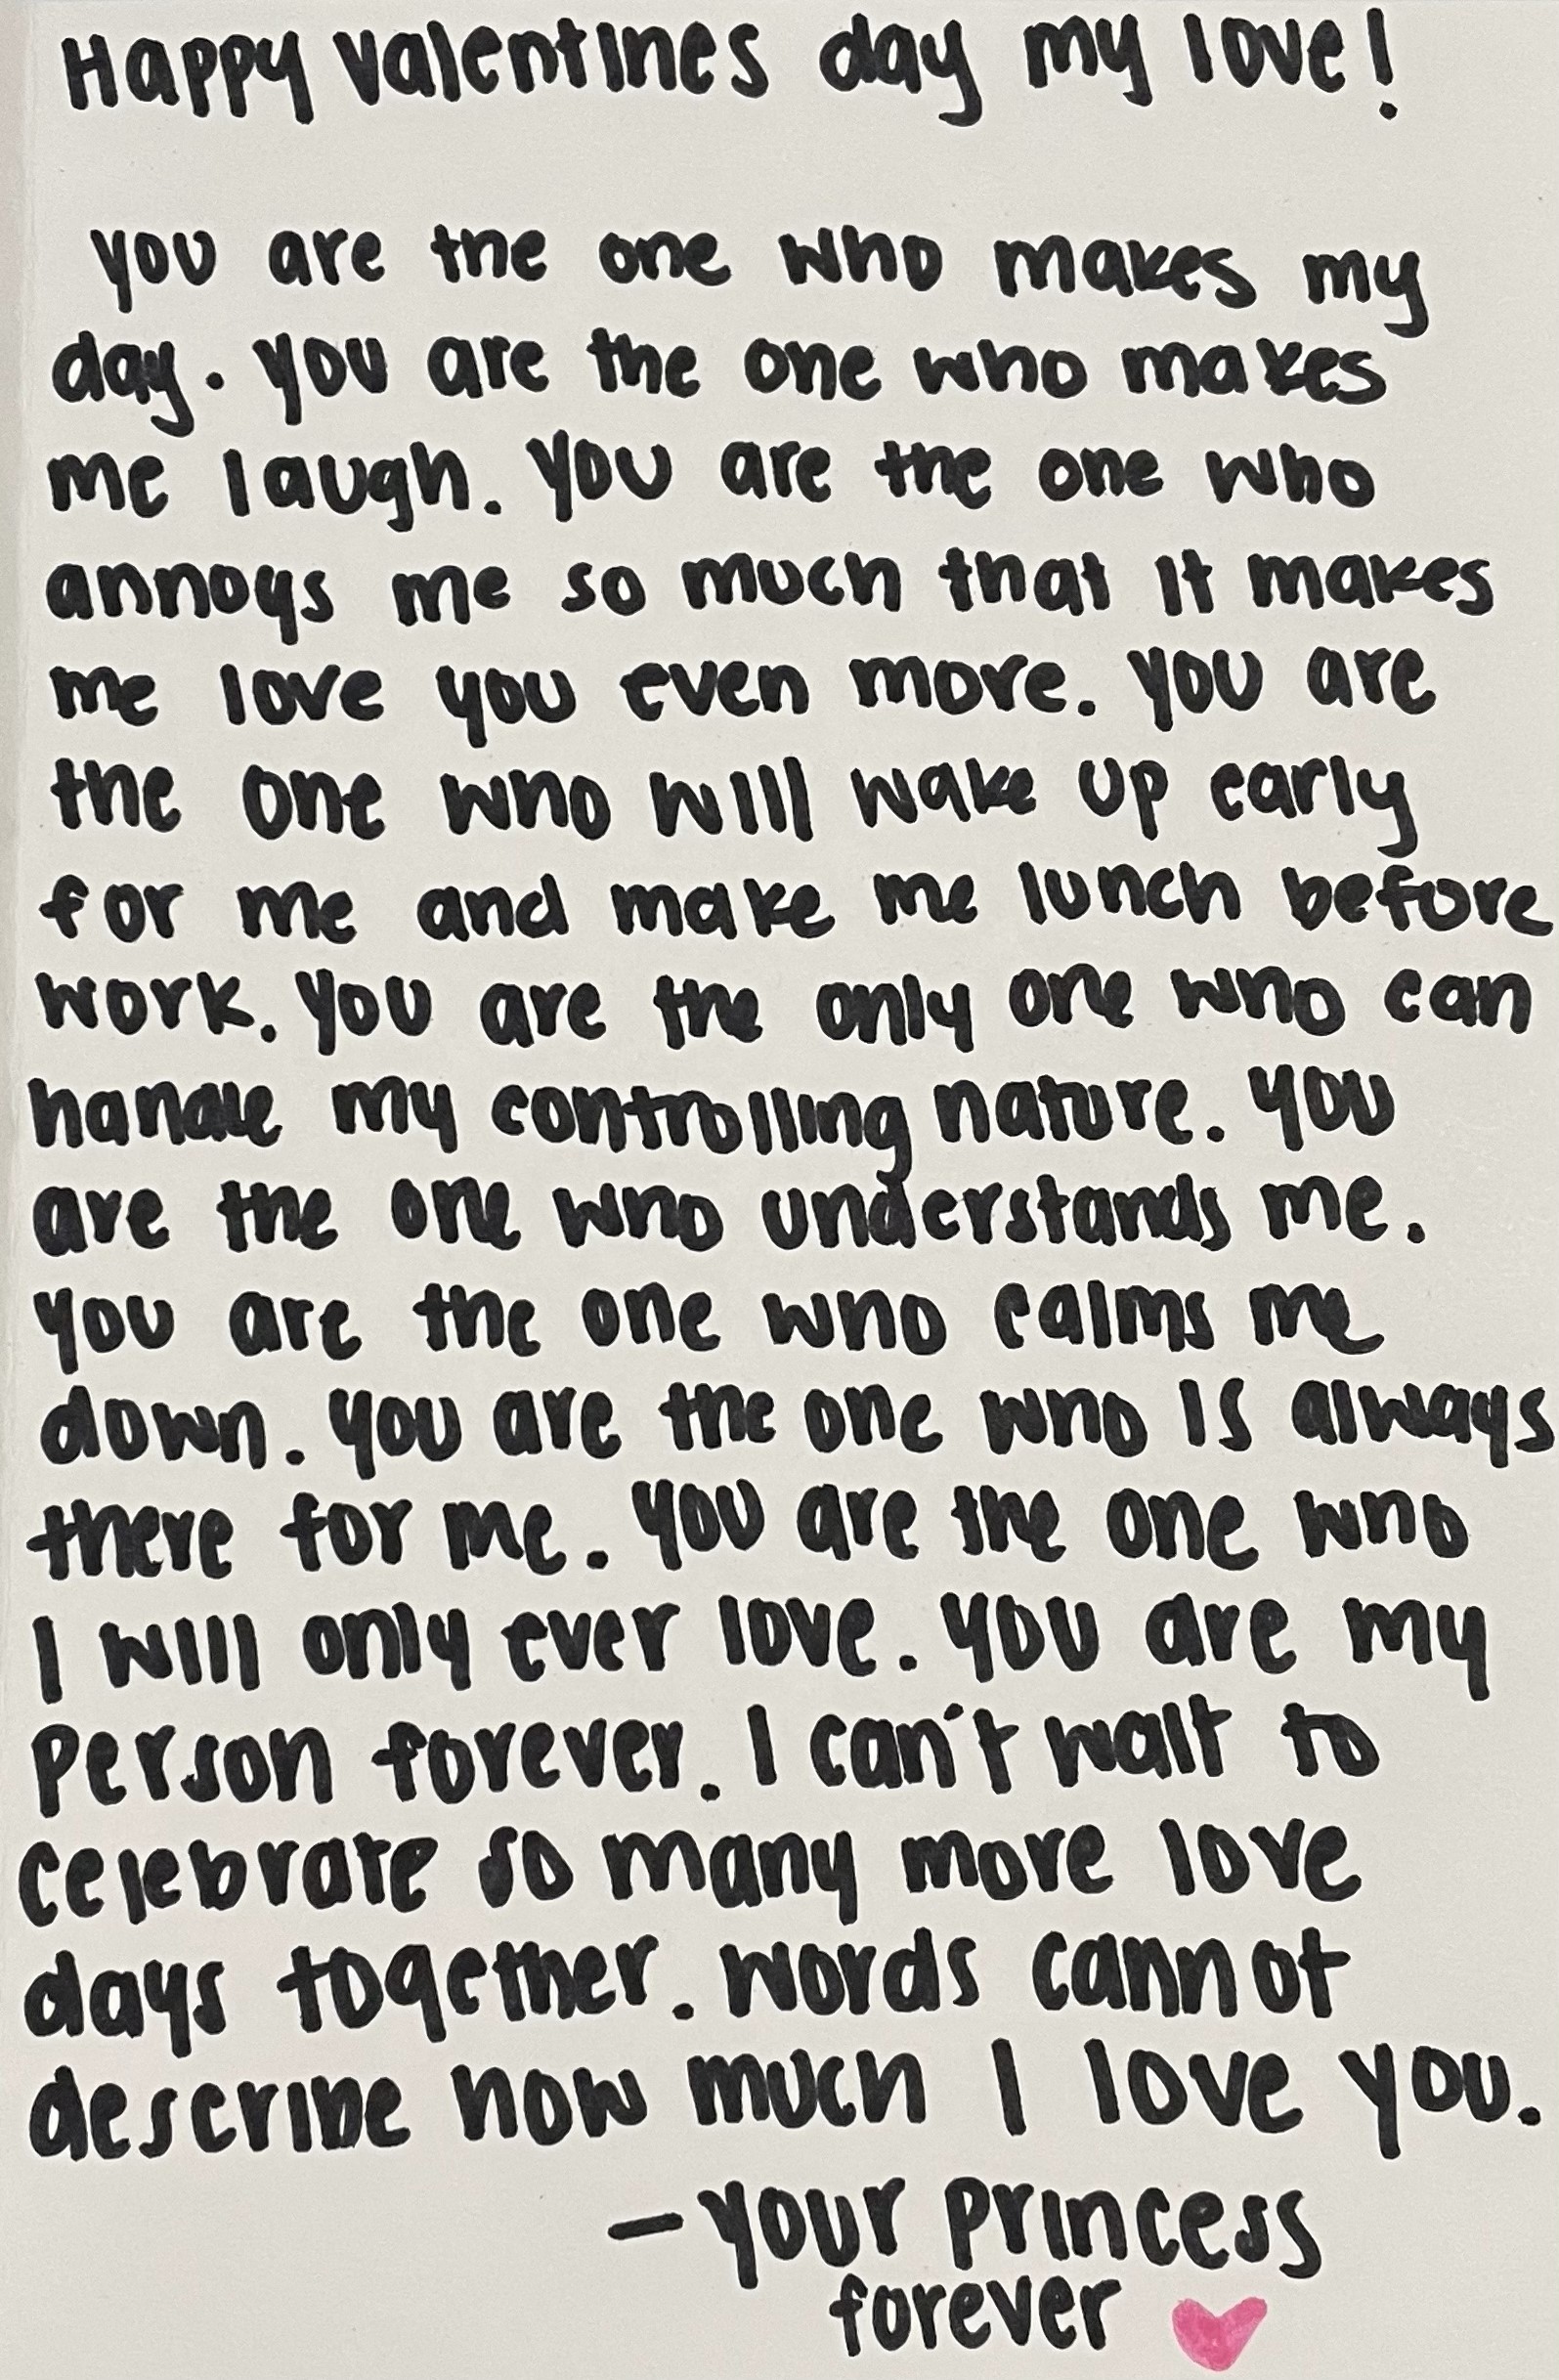 Happy valentines day my love!
you are the one who makes my
day. you are the one who makes
me laugh. you are the one who
annoys me so much that it makes
me love you even more. you are
the one who will wake up early
for me and make me lunch before
work. you are the only one who can
handle my controlling nature. you
are the one who understands me.
you are the one who calms me
down. you are the one who is always
there for me. you are the one who
I will only ever love. you are my
person forever. I can't wait to
celebrate so many more love
days together. words cannot
describe how much I love you.
– your princess
forever